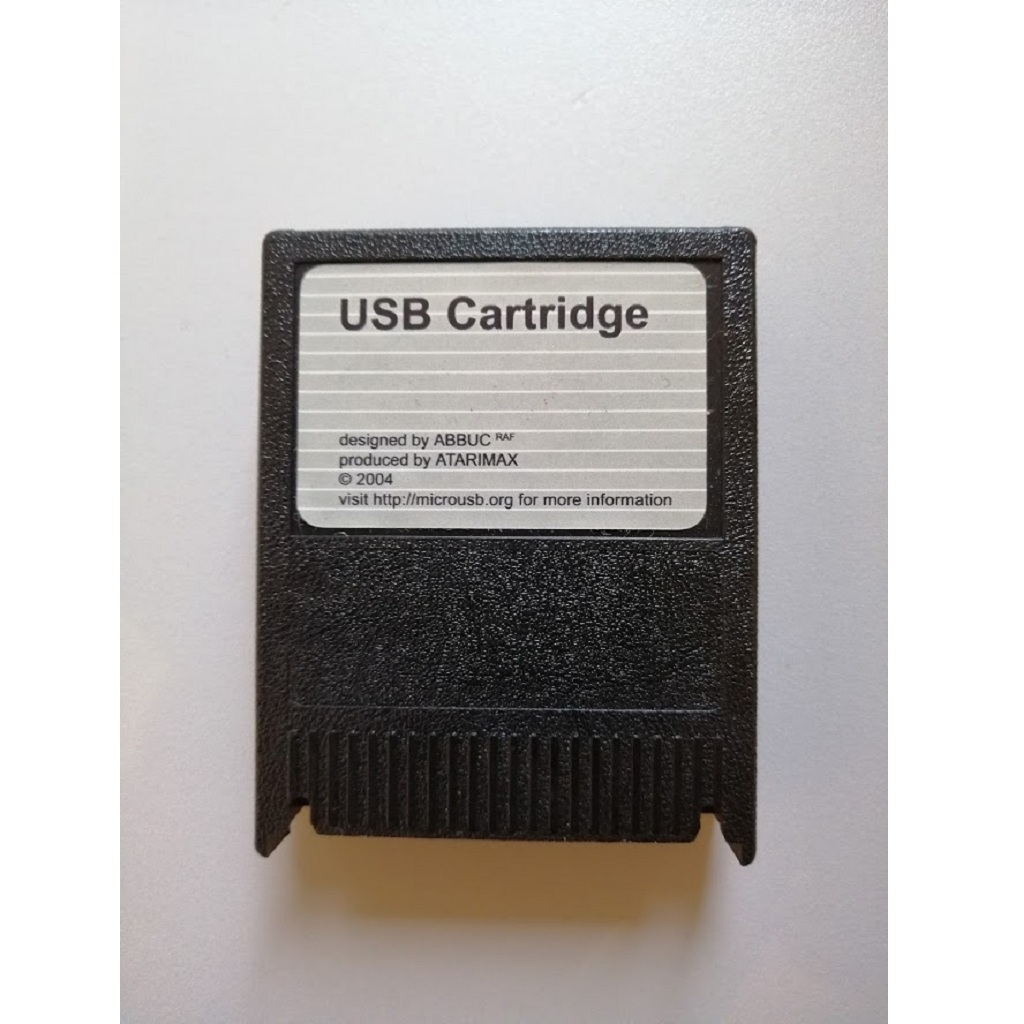 USB Cartridge
designed by ABBUC RAF
produced by ATARIMAX
© 2004
visit http://microusb.org for more information